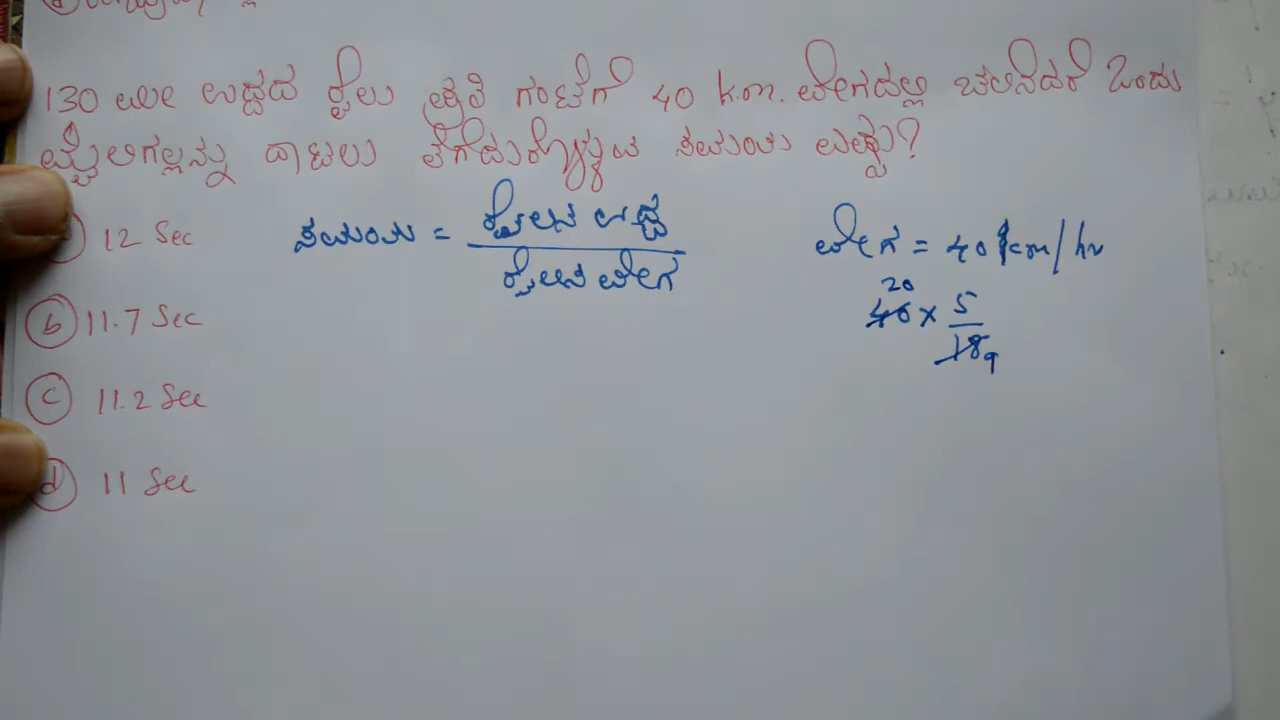 130 ಮೀ ಉದ್ದದ ರೈಲು ಪ್ರತಿ ಗಂಟೆಗೆ 40 k.m. ವೇಗದಲ್ಲಿ ಚಲಿಸಿದರೆ ಒಂದು
ಮೈಲಿಗಲ್ಲನ್ನು ದಾಟಲು ತೆಗೆದುಕೊಳ್ಳುವ ಸಮಯ ಎಷ್ಟು?
12 Sec
ಸಮಯ = ರೈಲಿನ ಉದ್ದ
ರೈಲಿನ ವೇಗ
ವೇಗ = 40 km/hr
20
40 x 5
18 9
(b) 11.7 Sec
(c) 11.2 Sec
(d) 11 Sec